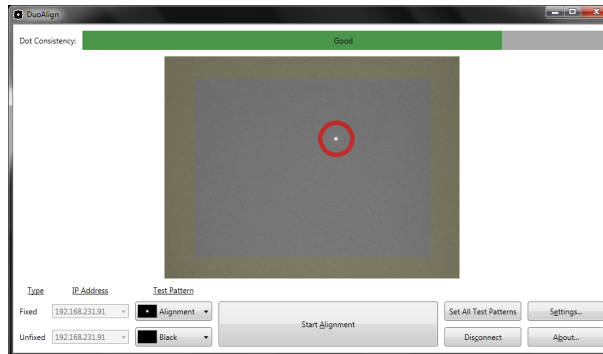 DuoAlign
Dot Consistency: Good
Type IP Address Test Pattern
Fixed 192.168.231.91 Alignment Start Alignment Set All Test Patterns Settings...
Unfixed 192.168.231.91 Black Disconnect About...